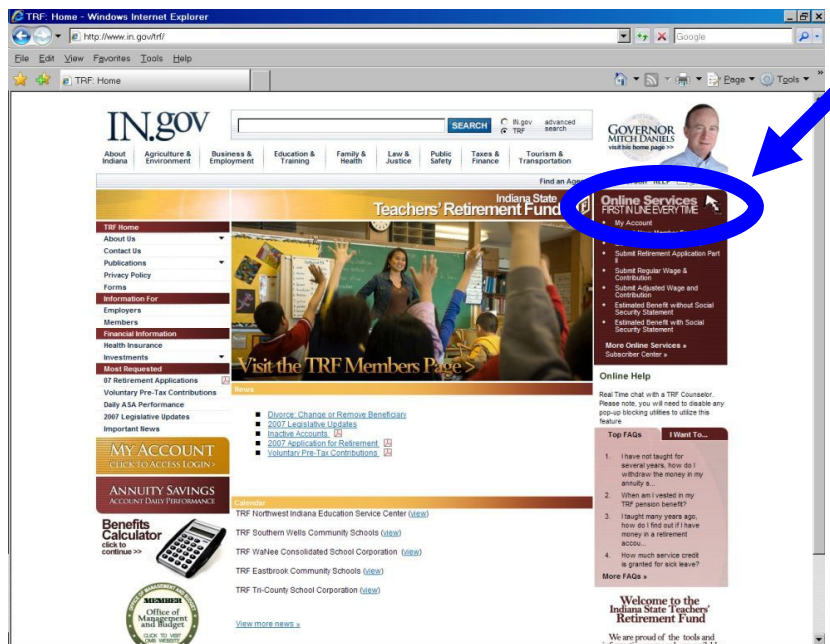 TRF: Home - Windows Internet Explorer
http://www.in.gov/trf/
Google
File Edit View Favorites Tools Help
TRF: Home
Page Tools
IN.gov
SEARCH
IN.gov
TRF
advanced
search
GOVERNOR
MITCH DANIELS
visit his home page >>
About
Indiana
Agriculture &
Environment
Business &
Employment
Education &
Training
Family &
Health
Law &
Justice
Public
Safety
Taxes &
Finance
Tourism &
Transportation
Find an
HELP
Indiana State
Teachers' Retirement Fund
TRF Home
About Us
Contact Us
Publications
Privacy Policy
Forms
Information For
Employers
Members
Financial Information
Health Insurance
Investments
Most Requested
07 Retirement Applications
Voluntary Pre-Tax Contributions
Daily ASA Performance
2007 Legislative Updates
Important News
MY ACCOUNT
CLICK TO ACCESS LOGIN>
ANNUITY SAVINGS
ACCOUNT DAILY PERFORMANCE
Benefits
Calculator
click to
continue >>
MEMBER
Office of
Management
and Budget
CLICK TO VISIT
OMB WEBSITE
Visit the TRF Members Page >
News
Divorce: Change or Remove Beneficiary
2007 Legislative Updates
Inactive Accounts
2007 Application for Retirement
Voluntary Pre-Tax Contributions
Calendar
TRF Northwest Indiana Education Service Center (view)
TRF Southern Wells Community Schools (view)
TRF WaNee Consolidated School Corporation (view)
TRF Eastbrook Community Schools (view)
TRF Tri-County School Corporation (view)
View more news »
Online Services
FIRST IN LINE EVERY TIME
My Account
Submit Retirement Application Part
II
Submit Regular Wage &
Contribution
Submit Adjusted Wage and
Contribution
Estimated Benefit without Social
Security Statement
Estimated Benefit with Social
Security Statement
More Online Services »
Subscriber Center »
Online Help
Real Time chat with a TRF Counselor.
Please note, you will need to disable any
pop-up blocking utilities to utilize this
feature
Top FAQs I Want To...
1. I have not taught for
several years, how do I
withdraw the money in my
annuity s...
2. When am I vested in my
TRF pension benefit?
3. I taught many years ago,
how do I find out if I have
money in a retirement
accou...
4. How much service credit
is granted for sick leave?
More FAQs »
Welcome to the
Indiana State Teachers'
Retirement Fund
We are proud of the tools and